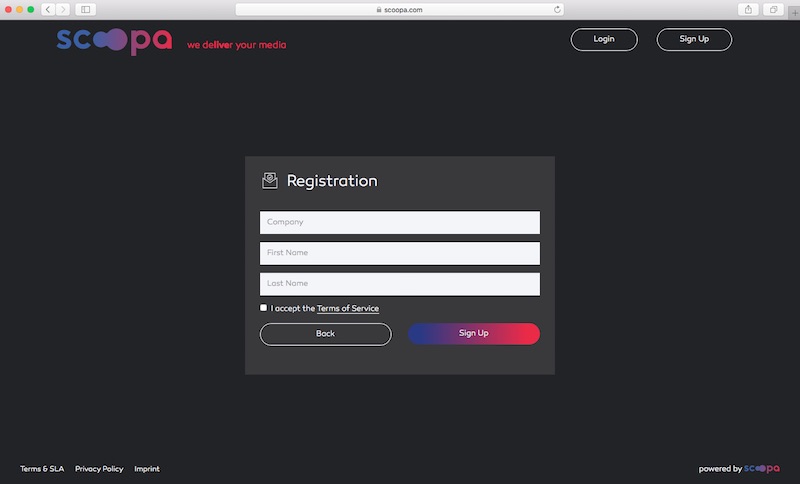 scoopa.com
scoopa we deliver your media
Login Sign Up
Registration
Company
First Name
Last Name
I accept the Terms of Service
Back Sign Up
Terms & SLA Privacy Policy Imprint
powered by scoopa